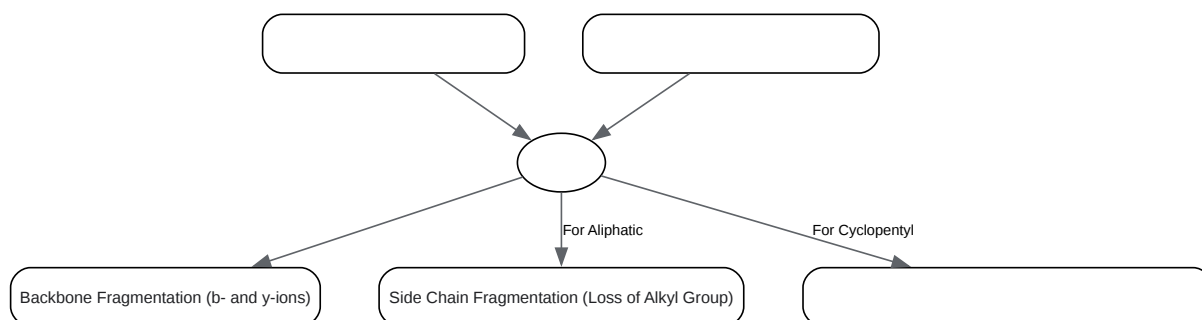 For Aliphatic
For Cyclopentyl
Backbone Fragmentation (b- and y-ions)
Side Chain Fragmentation (Loss of Alkyl Group)